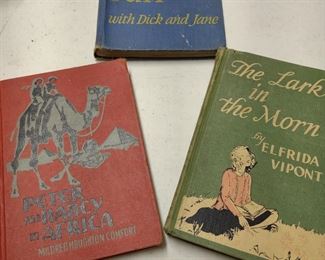 with Dick and Jane
The Lark
in the
Morn
by
ELFRIDA
VIPONT
PETER
AND NANCY
IN
AFRICA
MILDRED HOUGHTON COMFORT